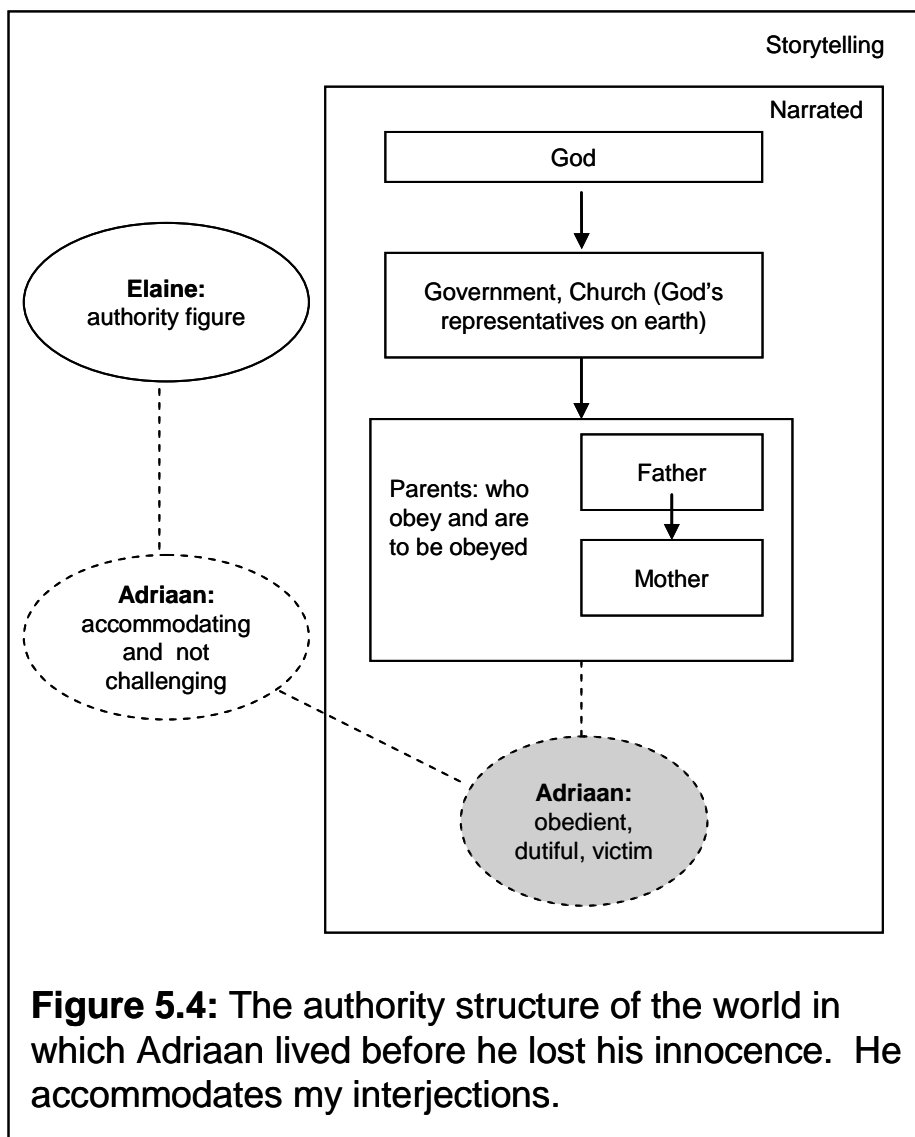 Storytelling
Narrated
God
Government, Church (God's
representatives on earth)
Elaine:
authority figure
Parents: who
obey and are
to be obeyed
Father
Mother
Adriaan:
accommodating
and not
challenging
Adriaan:
obedient,
dutiful, victim
Figure 5.4: The authority structure of the world in
which Adriaan lived before he lost his innocence. He
accommodates my interjections.